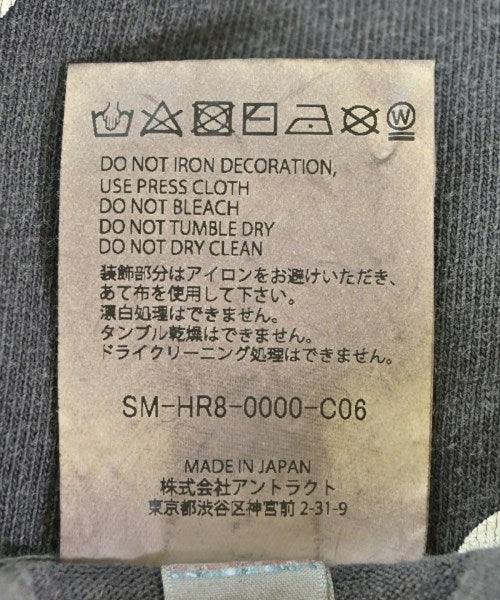 W
DO NOT IRON DECORATION,
USE PRESS CLOTH
DO NOT BLEACH
DO NOT TUMBLE DRY
DO NOT DRY CLEAN
装飾部分はアイロンをお避けいただき、
あて布を使用して下さい。
漂白処理はできません。
タンブル乾燥はできません。
ドライクリーニング処理はできません。
SM-HR8-0000-C06
MADE IN JAPAN
株式会社アントラクト
東京都渋谷区神宮前 2-31-9